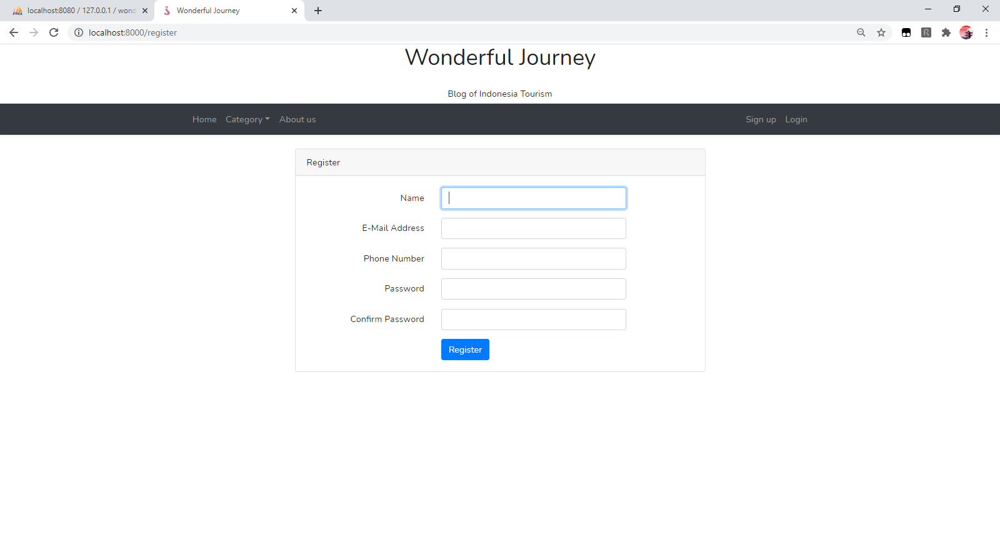 localhost:8080 / 127.0.0.1 / wond
Wonderful Journey
localhost:8000/register
Wonderful Journey
Blog of Indonesia Tourism
Home Category About us Sign up Login
Register
Name
E-Mail Address
Phone Number
Password
Confirm Password
Register